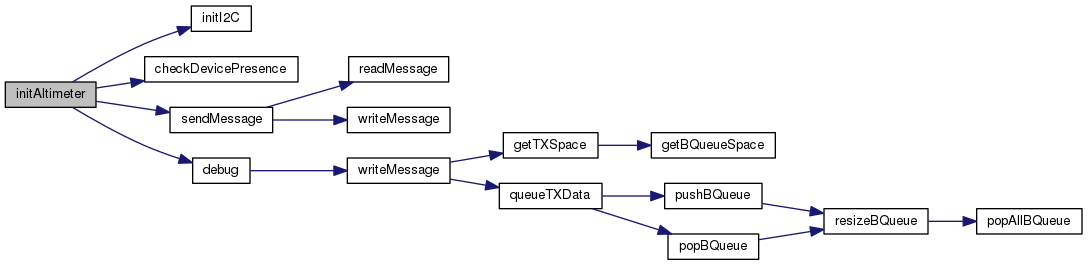 initAltimeter
initI2C
checkDevicePresence
sendMessage
debug
readMessage
writeMessage
writeMessage
getTXSpace
queueTXData
getBQueueSpace
pushBQueue
popBQueue
resizeBQueue
popAllBQueue